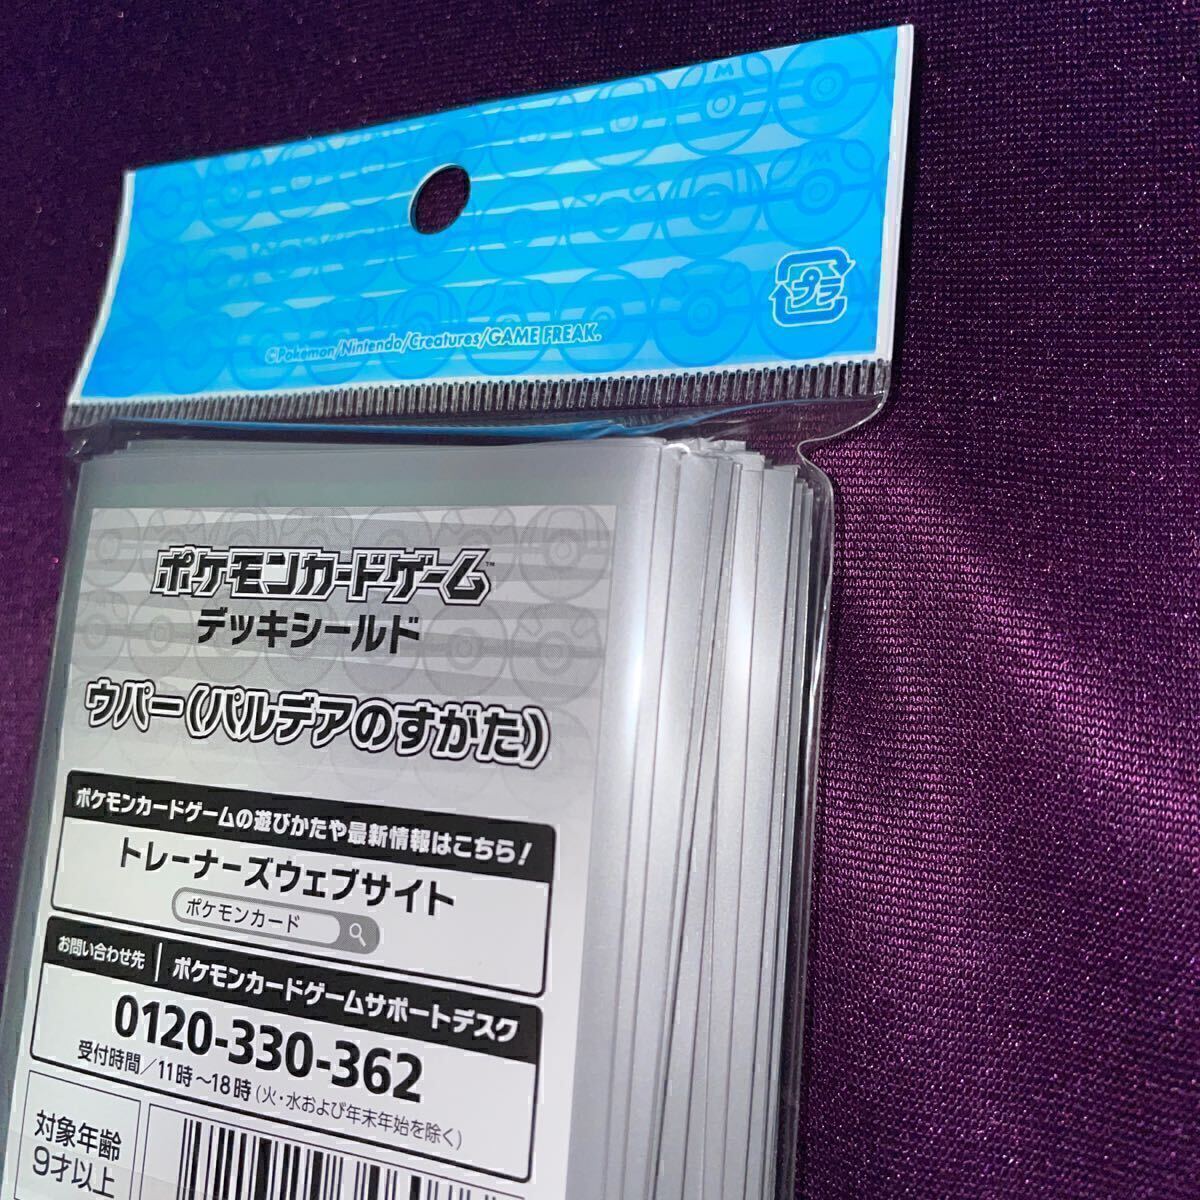 プラ
©Pokémon/Nintendo/Creatures/GAME FREAK.
ポケモンカードゲーム™
デッキシールド
ウパー(パルデアのすがた)
ポケモンカードゲームの遊びかたや最新情報はこちら!
トレーナーズウェブサイト
ポケモンカード
お問い合わせ先 ポケモンカードゲームサポートデスク
0120-330-362
受付時間/11時~18時(火・水および年末年始を除く)
対象年齢
9才以上